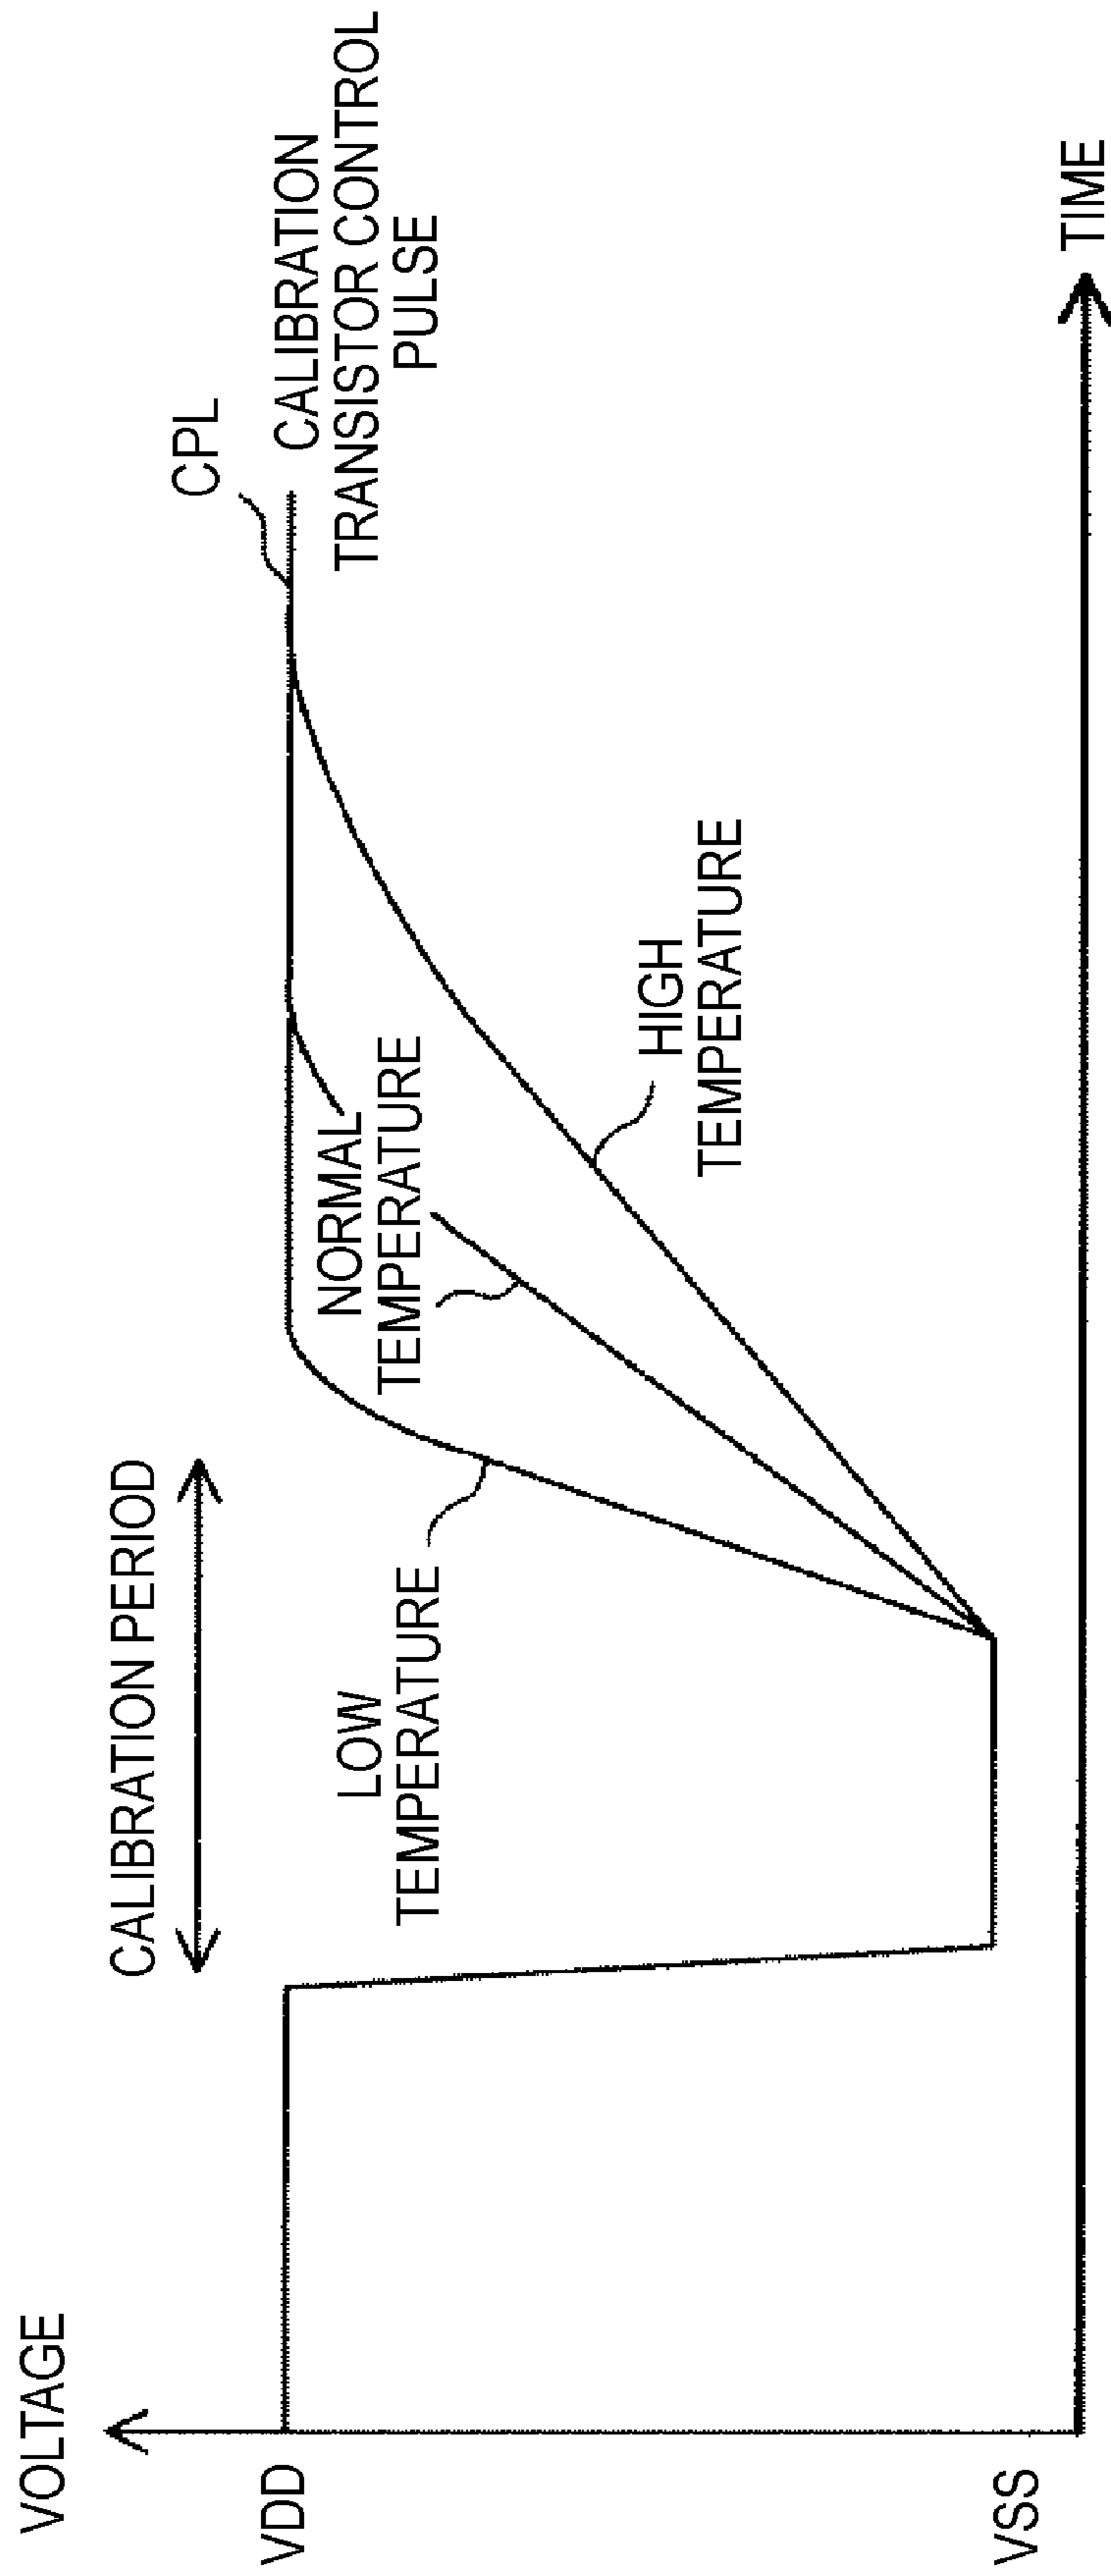 VOLTAGE
CALIBRATION PERIOD
CPL
VDD
CALIBRATION
TRANSISTOR CONTROL
PULSE
LOW
TEMPERATURE
NORMAL
TEMPERATURE
HIGH
TEMPERATURE
VSS
TIME